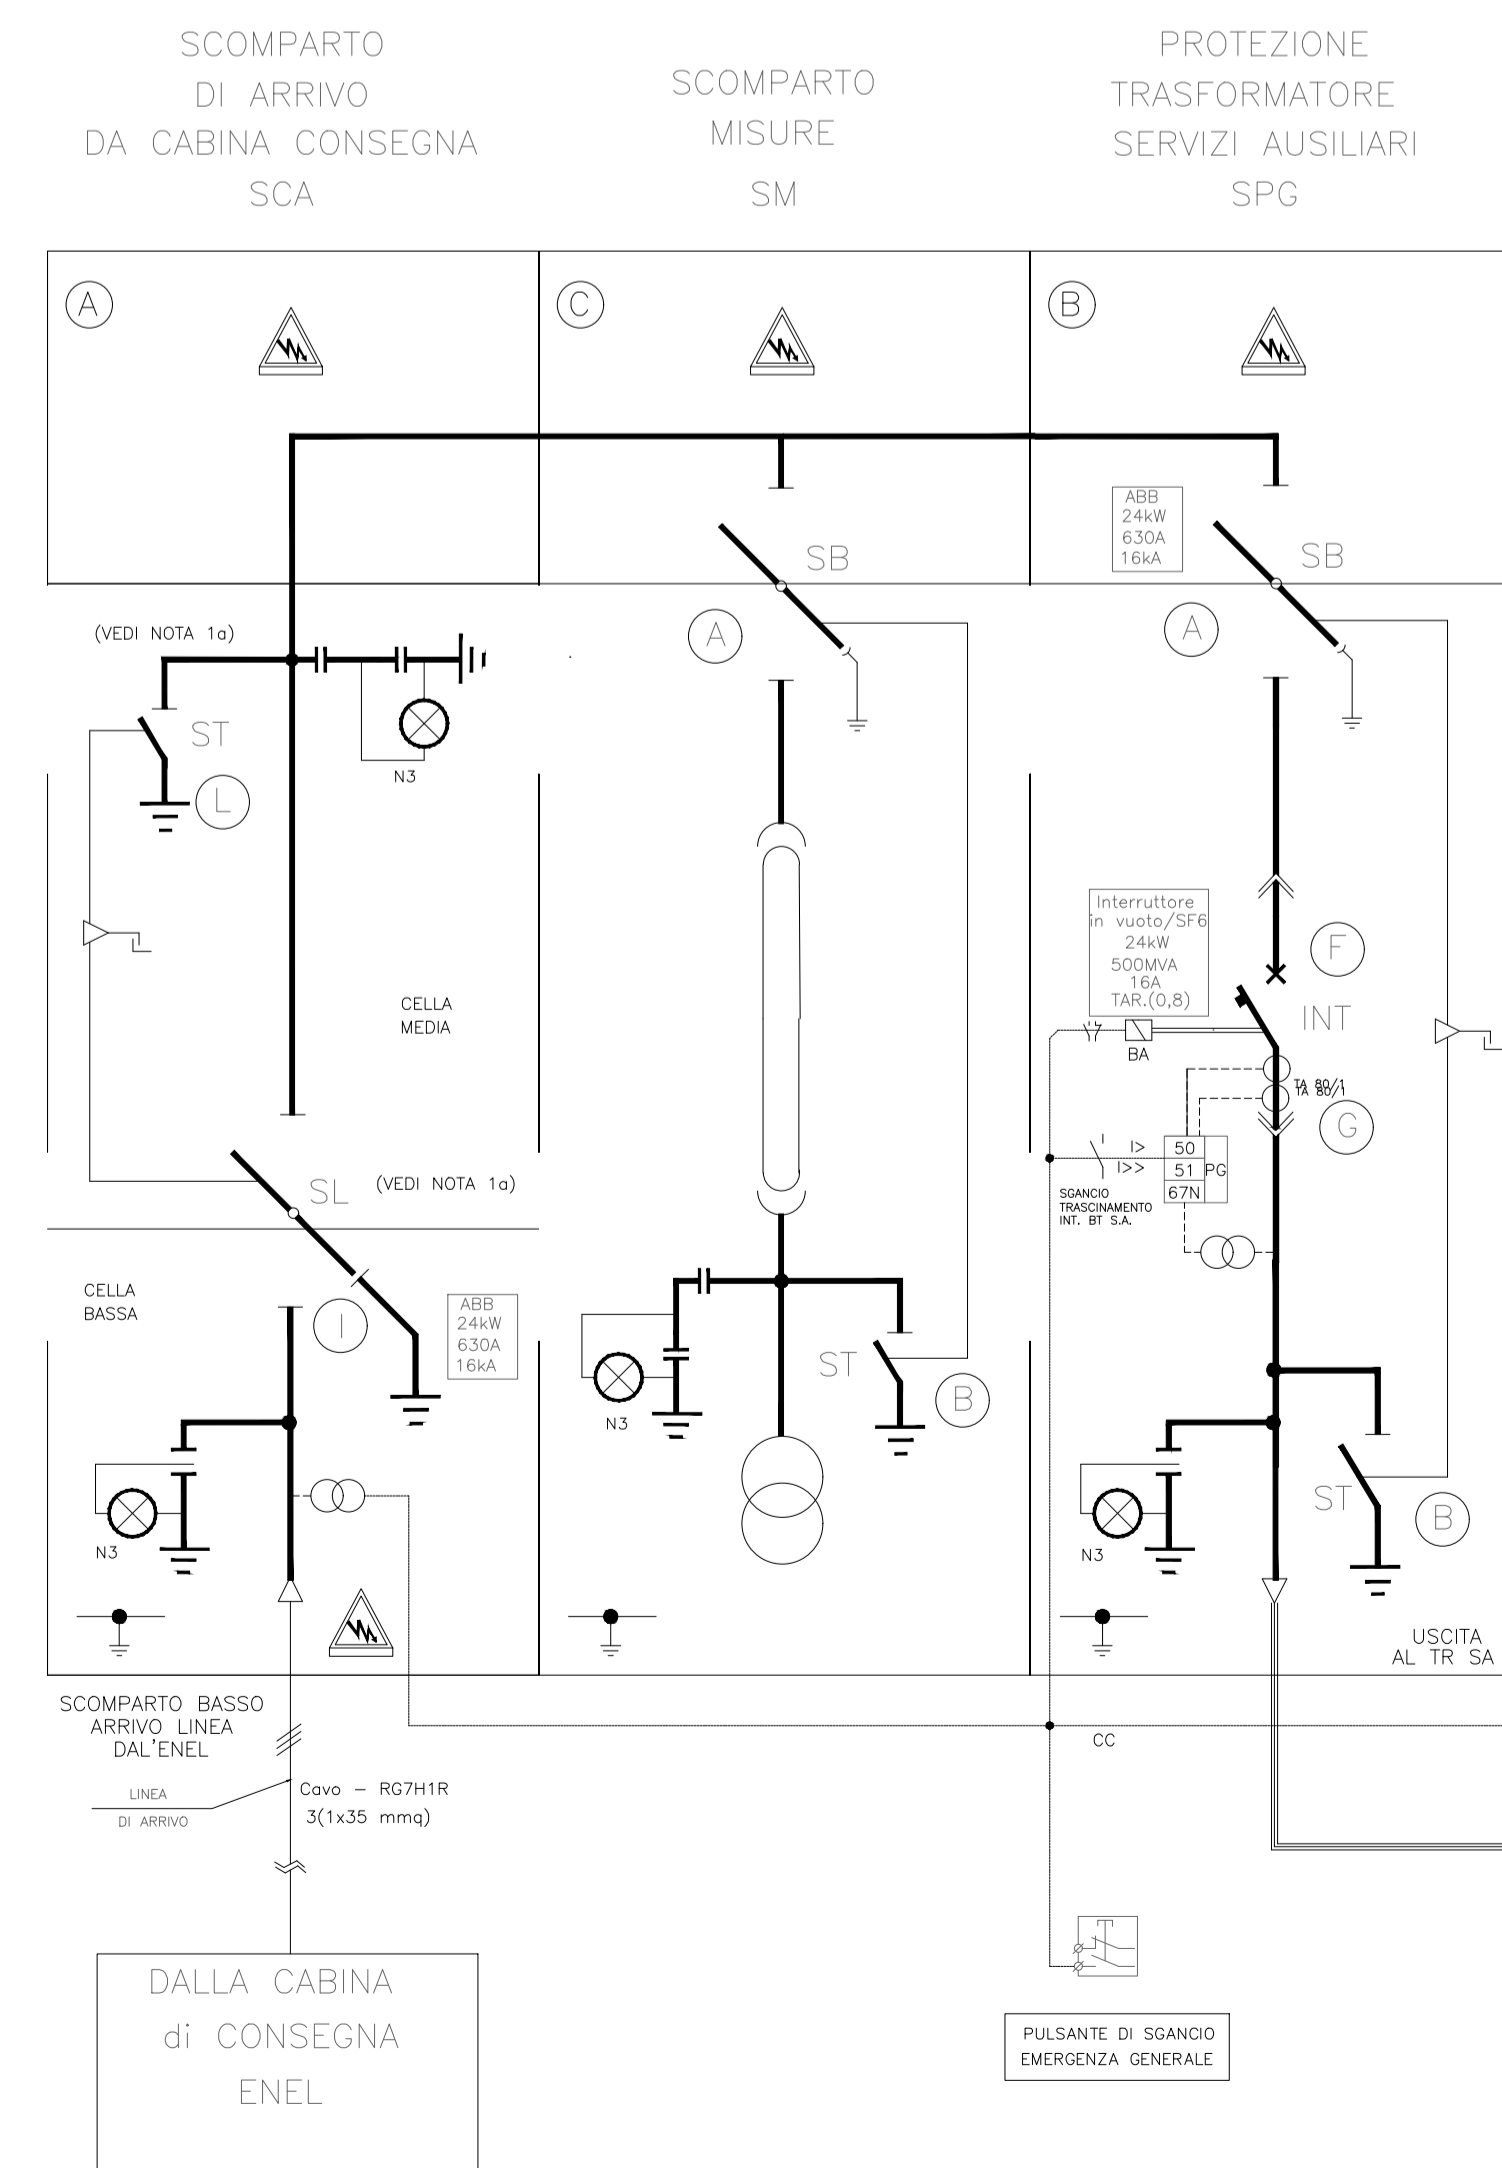 SCOMPARTO
DI ARRIVO
DA CABINA CONSEGNA
SCA
SCOMPARTO
MISURE
SM
PROTEZIONE
TRASFORMATORE
SERVIZI AUSILIARI
SPG
A
C
B
(VEDI NOTA 1a)
ST
L
N3
CELLA
MEDIA
SL
(VEDI NOTA 1a)
CELLA
BASSA
I
ABB
24kW
630A
16kA
N3
SB
A
ST
B
N3
ABB
24kW
630A
16kA
SB
A
Interruttore
in vuoto/SF6
24kW
500MVA
16A
TAR.(0,8)
F
INT
BA
TA 80/1
TA 80/1
G
I>
I>>
50
51
67N
PG
SGANCIO
TRASCINAMENTO
INT. BT S.A.
ST
B
N3
USCITA
AL TR SA
SCOMPARTO BASSO
ARRIVO LINEA
DAL'ENEL
LINEA
DI ARRIVO
Cavo - RG7H1R
3(1x35 mmq)
CC
DALLA CABINA
di CONSEGNA
ENEL
PULSANTE DI SGANCIO
EMERGENZA GENERALE